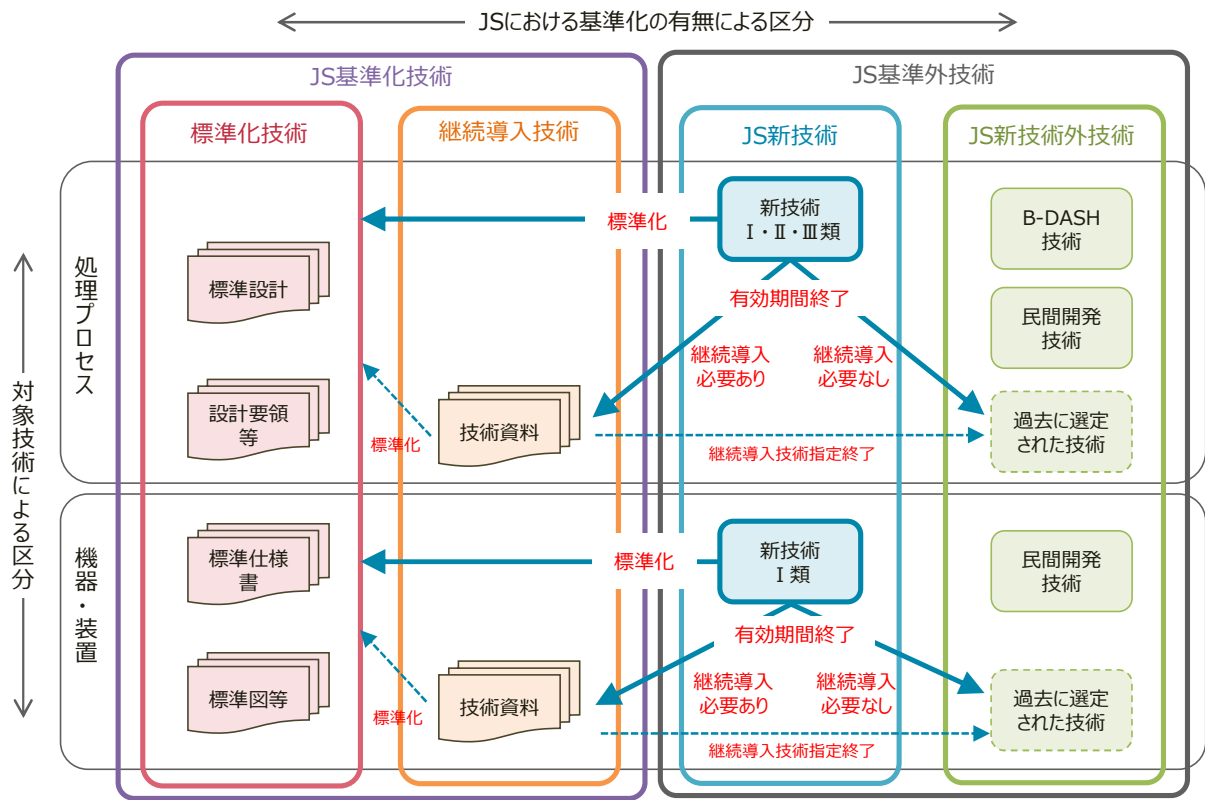 JSにおける基準化の有無による区分
JS基準化技術
JS基準外技術
標準化技術
継続導入技術
JS新技術
JS新技術外技術
対象技術による区分
処理プロセス
標準設計
設計要領
等
標準化
技術資料
標準化
新技術
Ⅰ・Ⅱ・Ⅲ類
有効期間終了
継続導入
必要あり
継続導入
必要なし
継続導入技術指定終了
B-DASH
技術
民間開発
技術
過去に選定
された技術
機器・装置
標準仕様
書
標準図等
標準化
技術資料
標準化
新技術
Ⅰ類
有効期間終了
継続導入
必要あり
継続導入
必要なし
継続導入技術指定終了
民間開発
技術
過去に選定
された技術